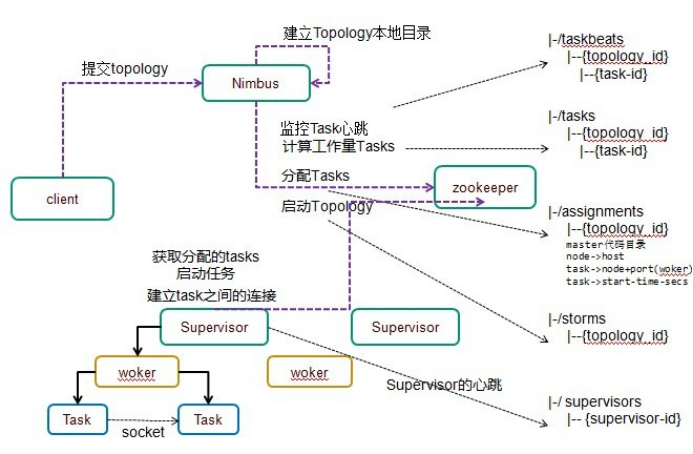 建立Topology本地目录
提交topology
Nimbus
client
监控Task心跳
计算工作量Tasks
分配Tasks
启动Topology
zookeeper
获取分配的tasks
启动任务
建立task之间的连接
Supervisor
Supervisor
woker
woker
Task
Task
socket
Supervisor的心跳
|-/taskbeats
|--{topology_id}
|--{task-id}
|-/tasks
|--{topology_id}
|--{task-id}
|-/assignments
|--{topology_id}
master代码目录
node->host
task->node+port(woker)
task->start-time-secs
|-/storms
|--{topology_id}
|-/ supervisors
|-- {supervisor-id}